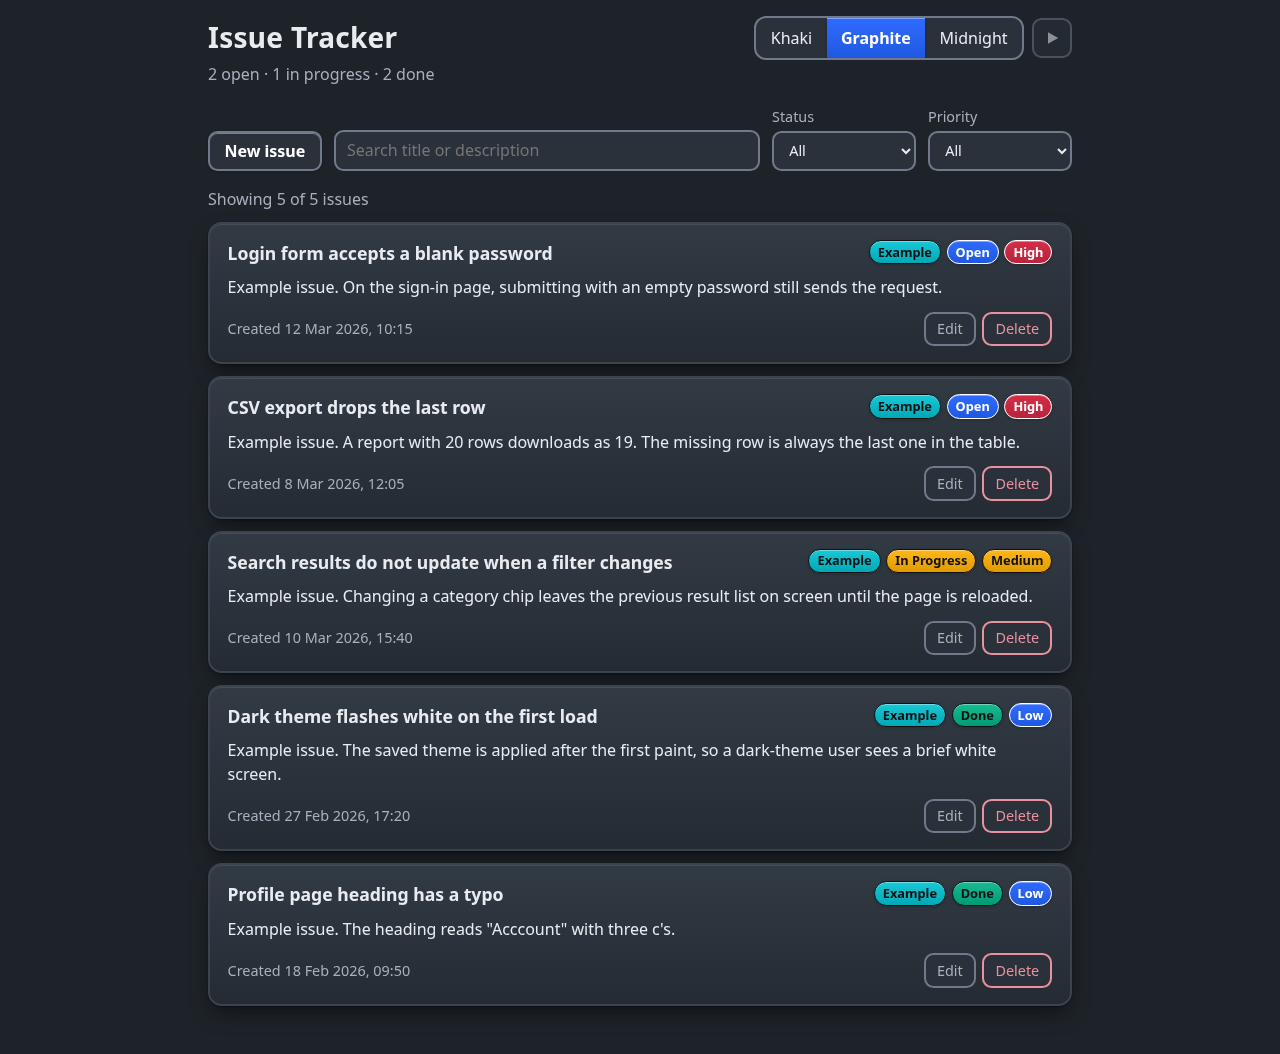 Issue Tracker
Khaki Graphite Midnight
2 open · 1 in progress · 2 done
Status Priority
New issue Search title or description All All
Showing 5 of 5 issues
Login form accepts a blank password Example Open High
Example issue. On the sign-in page, submitting with an empty password still sends the request.
Created 12 Mar 2026, 10:15 Edit Delete
CSV export drops the last row Example Open High
Example issue. A report with 20 rows downloads as 19. The missing row is always the last one in the table.
Created 8 Mar 2026, 12:05 Edit Delete
Search results do not update when a filter changes Example In Progress Medium
Example issue. Changing a category chip leaves the previous result list on screen until the page is reloaded.
Created 10 Mar 2026, 15:40 Edit Delete
Dark theme flashes white on the first load Example Done Low
Example issue. The saved theme is applied after the first paint, so a dark-theme user sees a brief white
screen.
Created 27 Feb 2026, 17:20 Edit Delete
Profile page heading has a typo Example Done Low
Example issue. The heading reads "Acccount" with three c's.
Created 18 Feb 2026, 09:50 Edit Delete